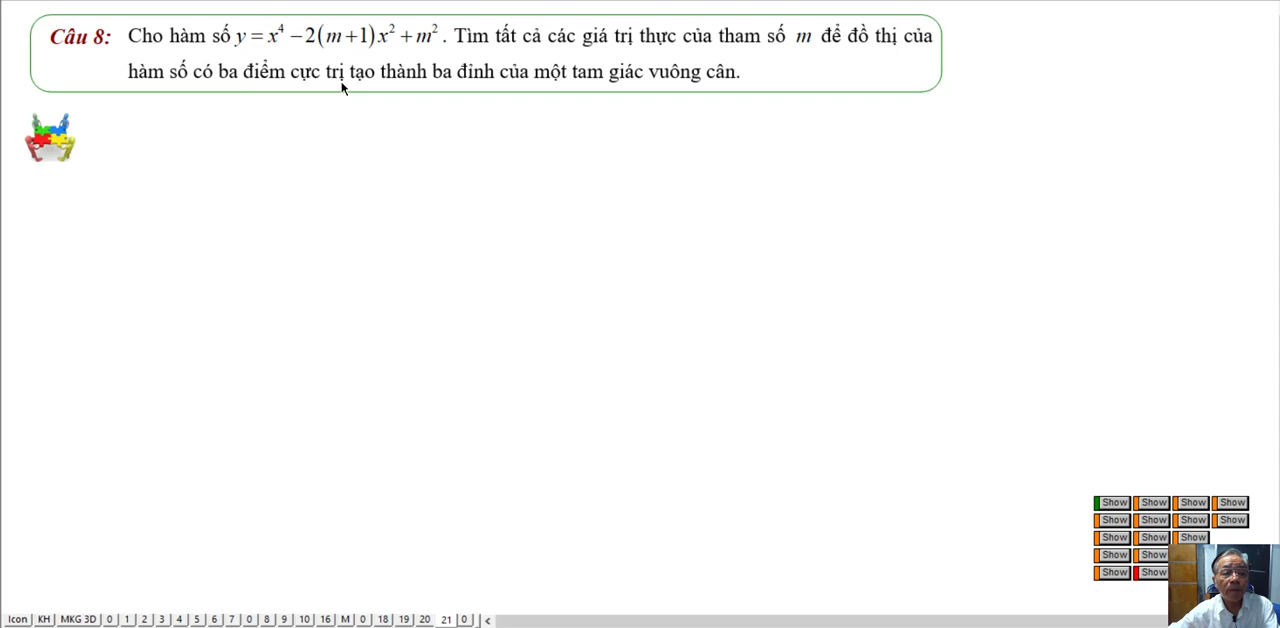 Câu 8: Cho hàm số y = x⁴ − 2(m+1)x² + m². Tìm tất cả các giá trị thực của tham số m để đồ thị của
hàm số có ba điểm cực trị tạo thành ba đỉnh của một tam giác vuông cân.
Show Show Show Show
Show Show Show Show
Show Show Show
Show Show
Show Show
Icon KH MKG 3D 0 1 2 3 4 5 6 7 0 8 9 10 16 M 0 18 19 20 21 0 <